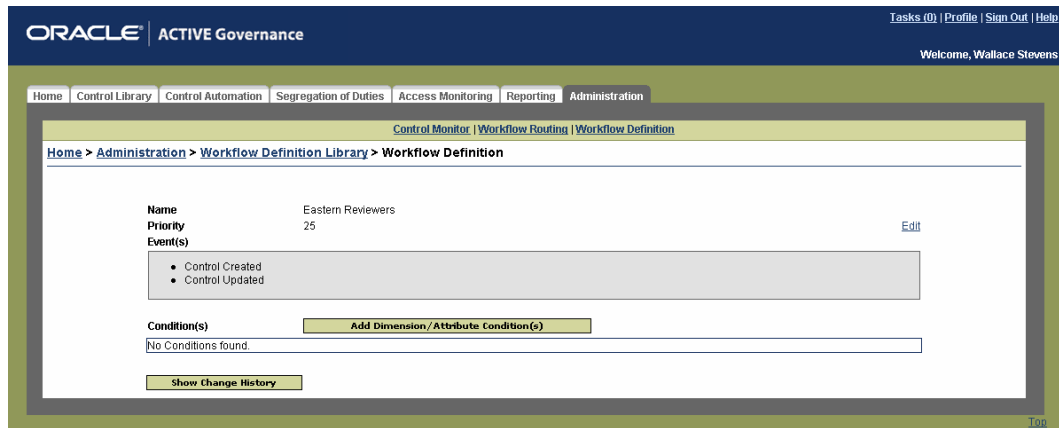 Tasks (0) | Profile | Sign Out | Help
ORACLE® | ACTIVE Governance
Welcome, Wallace Stevens
Home Control Library Control Automation Segregation of Duties Access Monitoring Reporting Administration
Control Monitor | Workflow Routing | Workflow Definition
Home > Administration > Workflow Definition Library > Workflow Definition
Name Eastern Reviewers
Priority 25 Edit
Event(s)
• Control Created
• Control Updated
Condition(s) Add Dimension/Attribute Condition(s)
No Conditions found.
Show Change History
Top